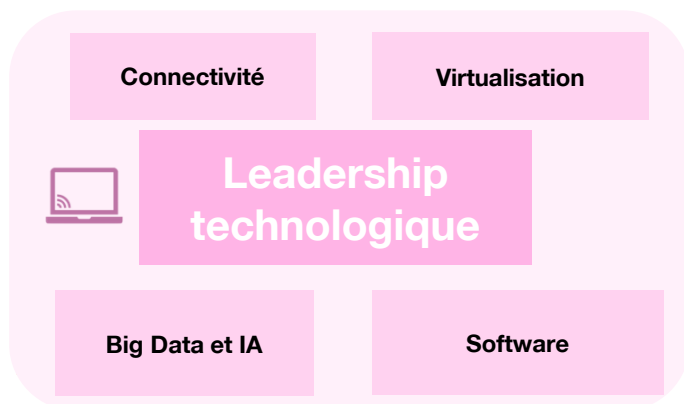 Connectivité
Virtualisation
Leadership
technologique
Big Data et IA
Software